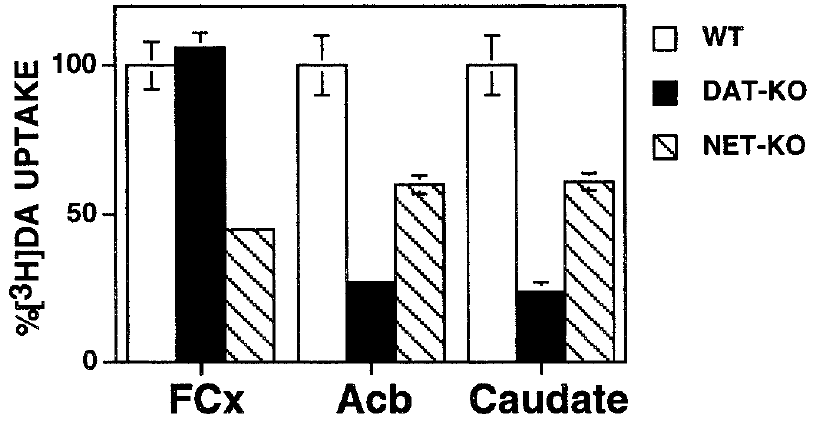 %[3H]DA UPTAKE
100
50
0
FCx Acb Caudate
WT
DAT-KO
NET-KO